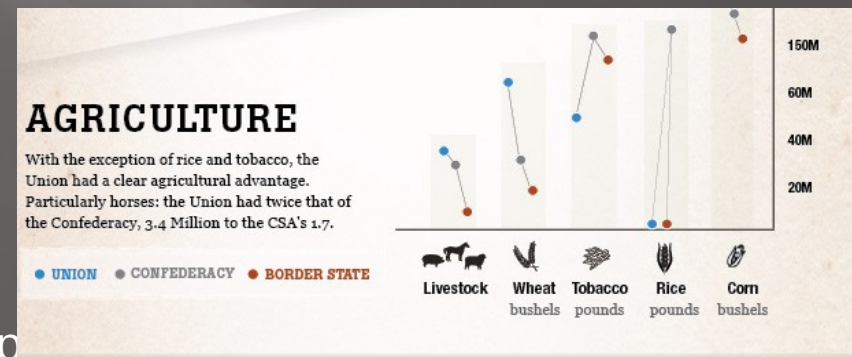 150M
60M
40M
20M
AGRICULTURE
With the exception of rice and tobacco, the
Union had a clear agricultural advantage.
Particularly horses: the Union had twice that of
the Confederacy, 3.4 Million to the CSA's 1.7.
UNION CONFEDERACY BORDER STATE
Livestock Wheat Tobacco Rice Corn
bushels pounds pounds bushels